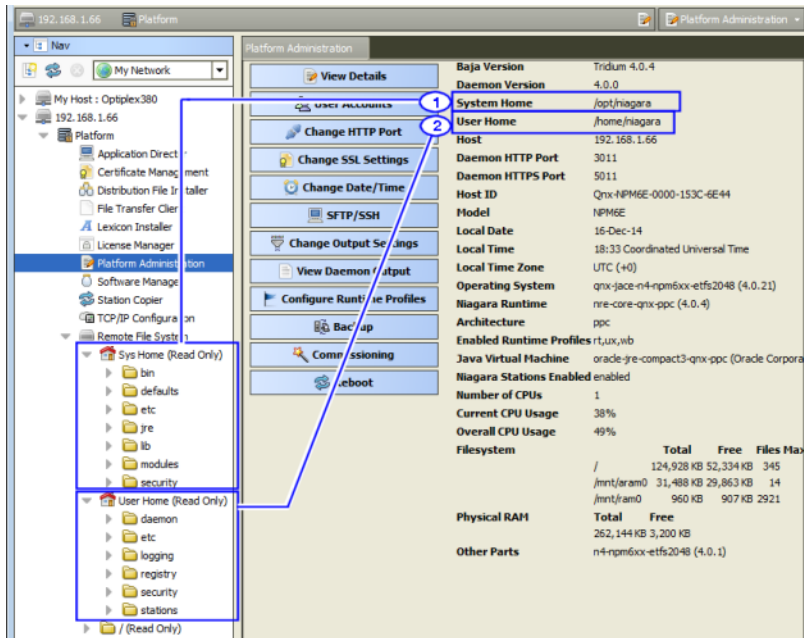 192.168.1.66 Platform Platform Administration
Nav
My Network
My Host : Optiplex380
192.168.1.66
Platform
Application Direct r
Certificate Manag ment
Distribution File Ir taller
File Transfer Clier
Lexicon Installer
License Manager
Platform Administration
Software Manage
Station Copier
TCP/IP Configura on
Remote File System
Sys Home (Read Only)
bin
defaults
etc
jre
lib
modules
security
User Home (Read Only)
daemon
etc
logging
registry
security
stations
/ (Read Only)
Platform Administration
View Details
User Accounts
Change HTTP Port
Change SSL Settings
Change Date/Time
SFTP/SSH
Change Output Settings
View Daemon Output
Configure Runtime Profiles
Backup
Commissioning
Reboot
Baja Version Tridium 4.0.4
Daemon Version 4.0.0
1 System Home /opt/niagara
2 User Home /home/niagara
Host 192.168.1.66
Daemon HTTP Port 3011
Daemon HTTPS Port 5011
Host ID Qnx-NPM6E-0000-153C-6E44
Model NPM6E
Local Date 16-Dec-14
Local Time 18:33 Coordinated Universal Time
Local Time Zone UTC (+0)
Operating System qnx-jace-n4-npm6xx-etfs2048 (4.0.21)
Niagara Runtime nre-core-qnx-ppc (4.0.4)
Architecture ppc
Enabled Runtime Profiles rt,ux,wb
Java Virtual Machine oracle-jre-compact3-qnx-ppc (Oracle Corpora
Niagara Stations Enabled enabled
Number of CPUs 1
Current CPU Usage 38%
Overall CPU Usage 49%
Filesystem Total Free Files Max
/ 124,928 KB 52,334 KB 345
/mnt/aram0 31,488 KB 29,863 KB 14
/mnt/ram0 960 KB 907 KB 2921
Physical RAM Total Free
262,144 KB 3,200 KB
Other Parts n4-npm6xx-etfs2048 (4.0.1)